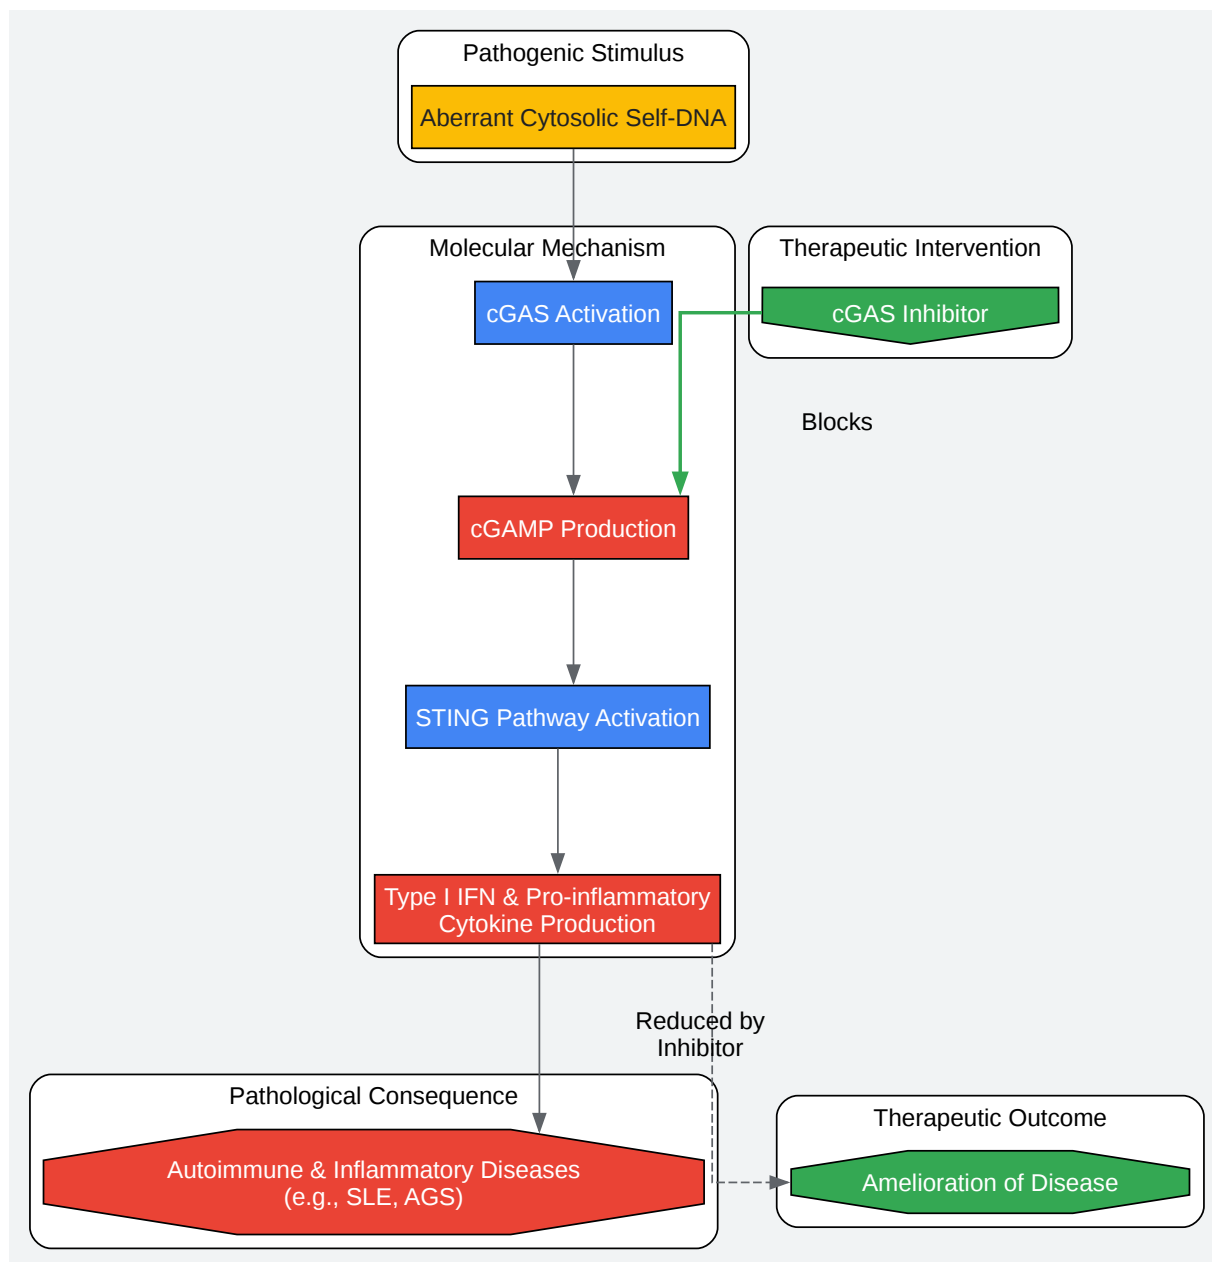 Pathogenic Stimulus
Aberrant Cytosolic Self-DNA
Molecular Mechanism
Therapeutic Intervention
cGAS Activation
cGAS Inhibitor
Blocks
cGAMP Production
STING Pathway Activation
Type I IFN & Pro-inflammatory
Cytokine Production
Reduced by
Inhibitor
Pathological Consequence
Therapeutic Outcome
Autoimmune & Inflammatory Diseases
(e.g., SLE, AGS)
Amelioration of Disease